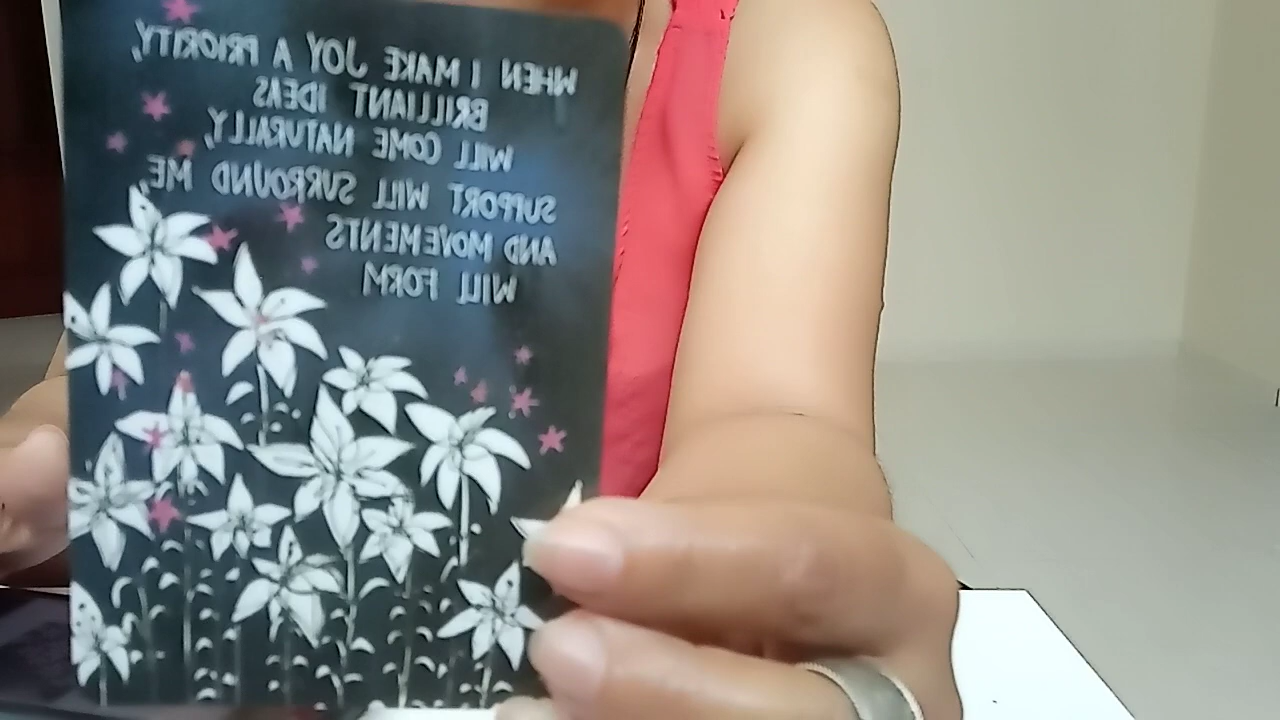 WHEN I MAKE JOY A PRIORITY,
BRILLIANT IDEAS
WILL COME NATURALLY,
SUPPORT WILL SURROUND ME,
AND MOVEMENTS
WILL FORM